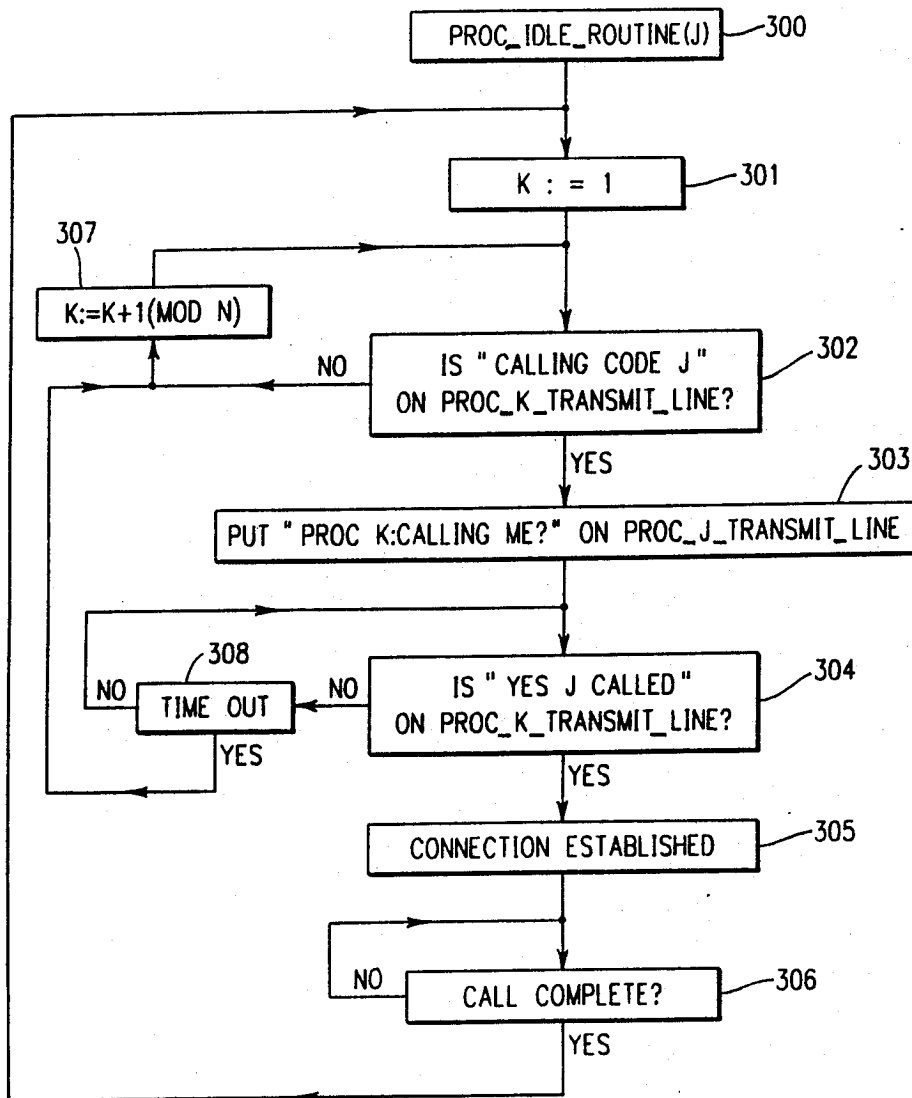 PROC_IDLE_ROUTINE(J)
300
K : = 1
301
307
K:=K+1(MOD N)
NO
IS " CALLING CODE J"
ON PROC_K_TRANSMIT_LINE?
302
YES
303
PUT " PROC K:CALLING ME?" ON PROC_J_TRANSMIT_LINE
308
NO
TIME OUT
NO
IS " YES J CALLED"
ON PROC_K_TRANSMIT_LINE?
304
YES
YES
CONNECTION ESTABLISHED
305
NO
CALL COMPLETE?
306
YES